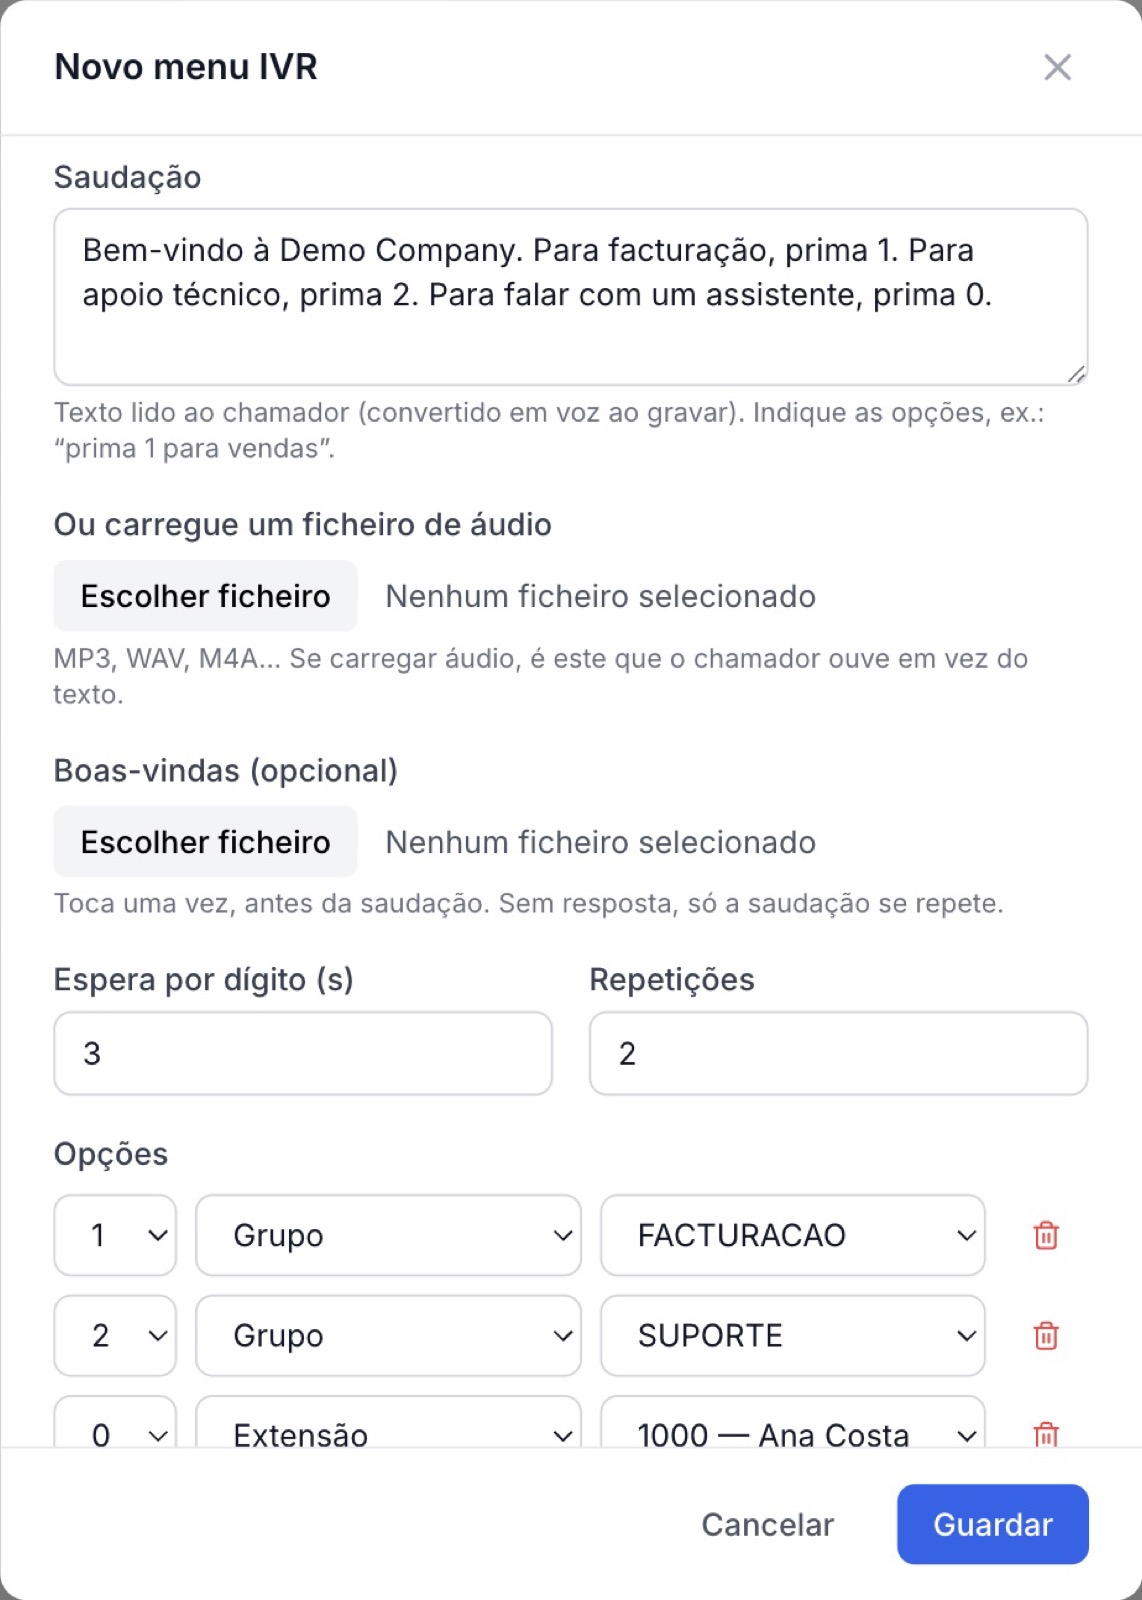 Novo menu IVR
Saudação
Bem-vindo à Demo Company. Para facturação, prima 1. Para
apoio técnico, prima 2. Para falar com um assistente, prima 0.
Texto lido ao chamador (convertido em voz ao gravar). Indique as opções, ex.:
“prima 1 para vendas”.
Ou carregue um ficheiro de áudio
Escolher ficheiro Nenhum ficheiro selecionado
MP3, WAV, M4A... Se carregar áudio, é este que o chamador ouve em vez do
texto.
Boas-vindas (opcional)
Escolher ficheiro Nenhum ficheiro selecionado
Toca uma vez, antes da saudação. Sem resposta, só a saudação se repete.
Espera por dígito (s) Repetições
3 2
Opções
1 Grupo FACTURACAO
2 Grupo SUPORTE
0 Extensão 1000 — Ana Costa
Cancelar Guardar